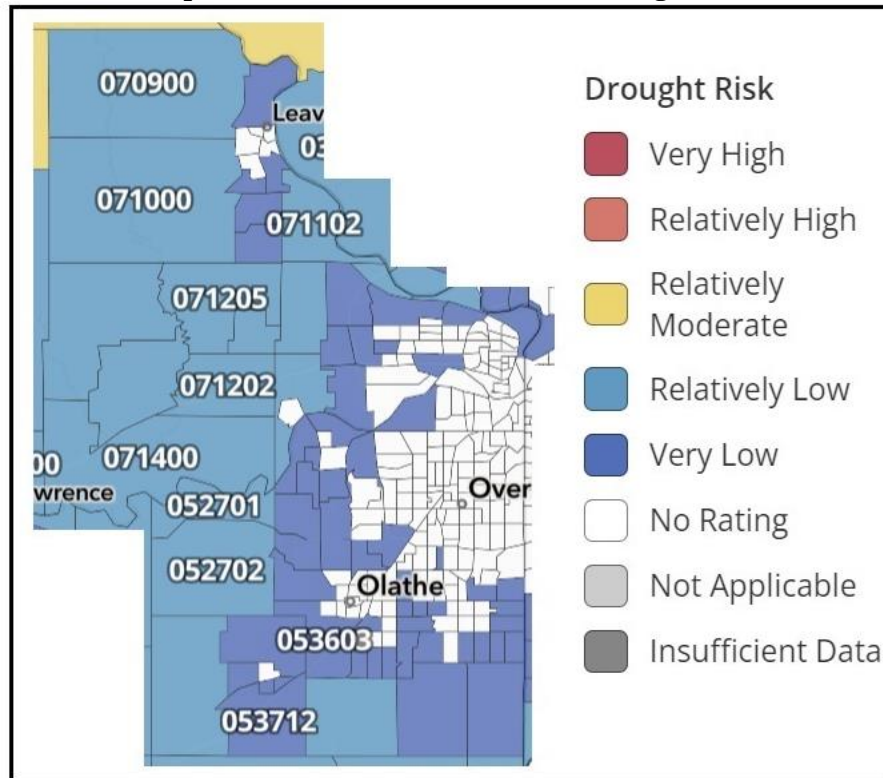 070900
Leav
03
071000
071102
071205
071202
00
071400
wrence
052701
Over
052702
Olathe
053603
053712
Drought Risk
Very High
Relatively High
Relatively
Moderate
Relatively Low
Very Low
No Rating
Not Applicable
Insufficient Data